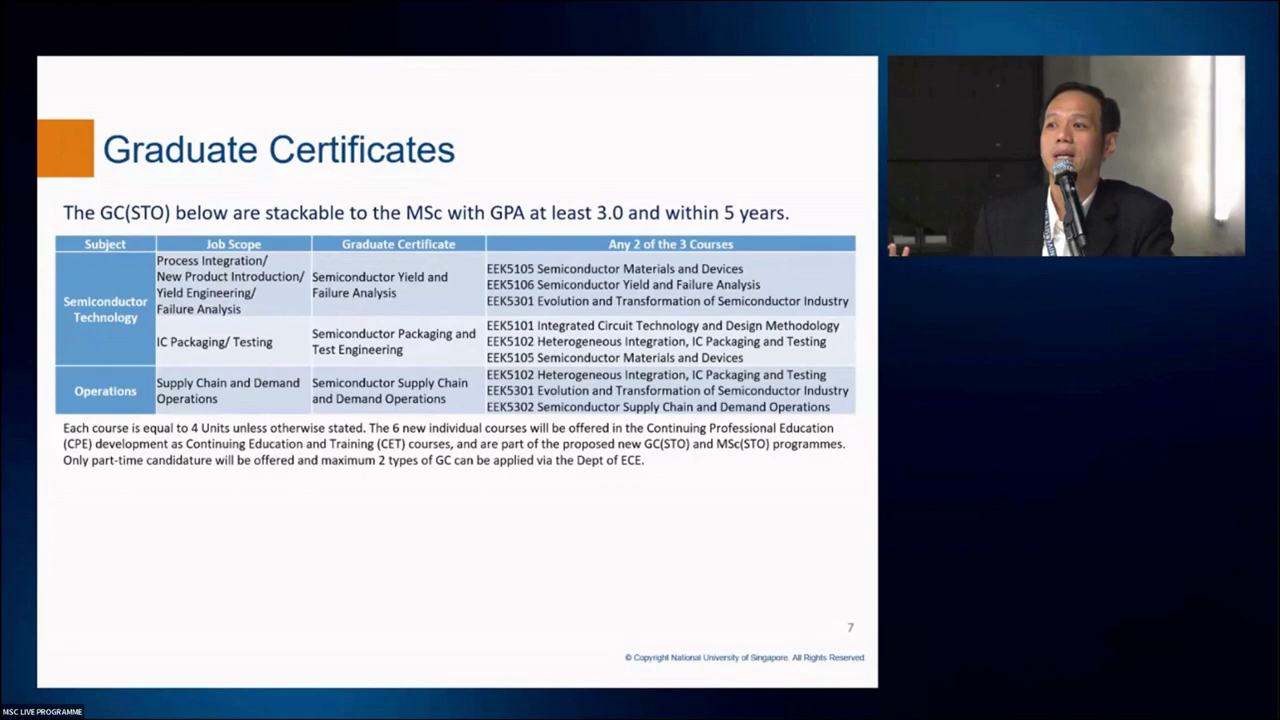 Graduate Certificates
The GC(STO) below are stackable to the MSc with GPA at least 3.0 and within 5 years.
Subject Job Scope Graduate Certificate Any 2 of the 3 Courses
Semiconductor
Technology
Process Integration/
New Product Introduction/
Yield Engineering/
Failure Analysis
Semiconductor Yield and
Failure Analysis
EEK5105 Semiconductor Materials and Devices
EEK5106 Semiconductor Yield and Failure Analysis
EEK5301 Evolution and Transformation of Semiconductor Industry
IC Packaging/ Testing
Semiconductor Packaging and
Test Engineering
EEK5101 Integrated Circuit Technology and Design Methodology
EEK5102 Heterogeneous Integration, IC Packaging and Testing
EEK5105 Semiconductor Materials and Devices
Operations
Supply Chain and Demand
Operations
Semiconductor Supply Chain
and Demand Operations
EEK5102 Heterogeneous Integration, IC Packaging and Testing
EEK5301 Evolution and Transformation of Semiconductor Industry
EEK5302 Semiconductor Supply Chain and Demand Operations
Each course is equal to 4 Units unless otherwise stated. The 6 new individual courses will be offered in the Continuing Professional Education
(CPE) development as Continuing Education and Training (CET) courses, and are part of the proposed new GC(STO) and MSc(STO) programmes.
Only part-time candidature will be offered and maximum 2 types of GC can be applied via the Dept of ECE.
7
© Copyright National University of Singapore. All Rights Reserved
MSC LIVE PROGRAMME